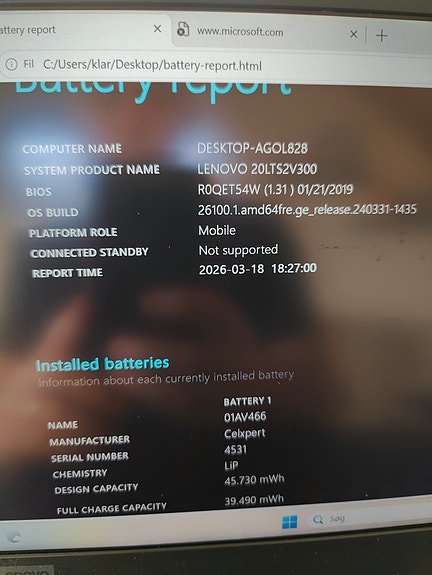 attery report
www.microsoft.com
Fil C:/Users/klar/Desktop/battery-report.html
Battery report
COMPUTER NAME DESKTOP-AGOL828
SYSTEM PRODUCT NAME LENOVO 20LTS2V300
BIOS R0QET54W (1.31 ) 01/21/2019
OS BUILD 26100.1.amd64fre.ge_release.240331-1435
PLATFORM ROLE Mobile
CONNECTED STANDBY Not supported
REPORT TIME 2026-03-18 18:27:00
Installed batteries
Information about each currently installed battery
BATTERY 1
NAME 01AV466
MANUFACTURER Celxpert
SERIAL NUMBER 4531
CHEMISTRY LiP
DESIGN CAPACITY 45.730 mWh
FULL CHARGE CAPACITY 39.490 mWh
Søg